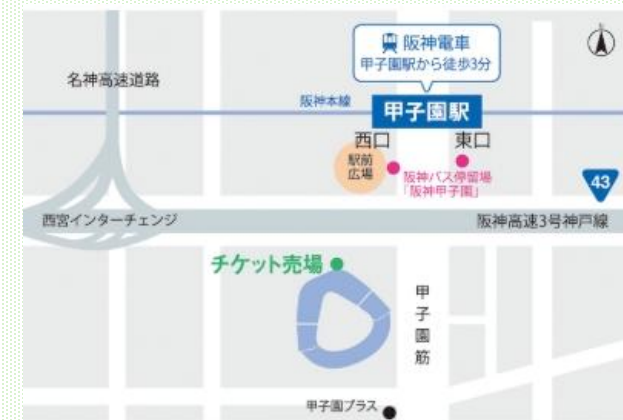 阪神電車
甲子園駅から徒歩3分
名神高速道路
阪神本線
甲子園駅
西口
東口
駅前
広場
阪神バス停留場
「阪神甲子園」
43
西宮インターチェンジ
阪神高速3号神戸線
チケット売場
甲子園筋
甲子園プラス